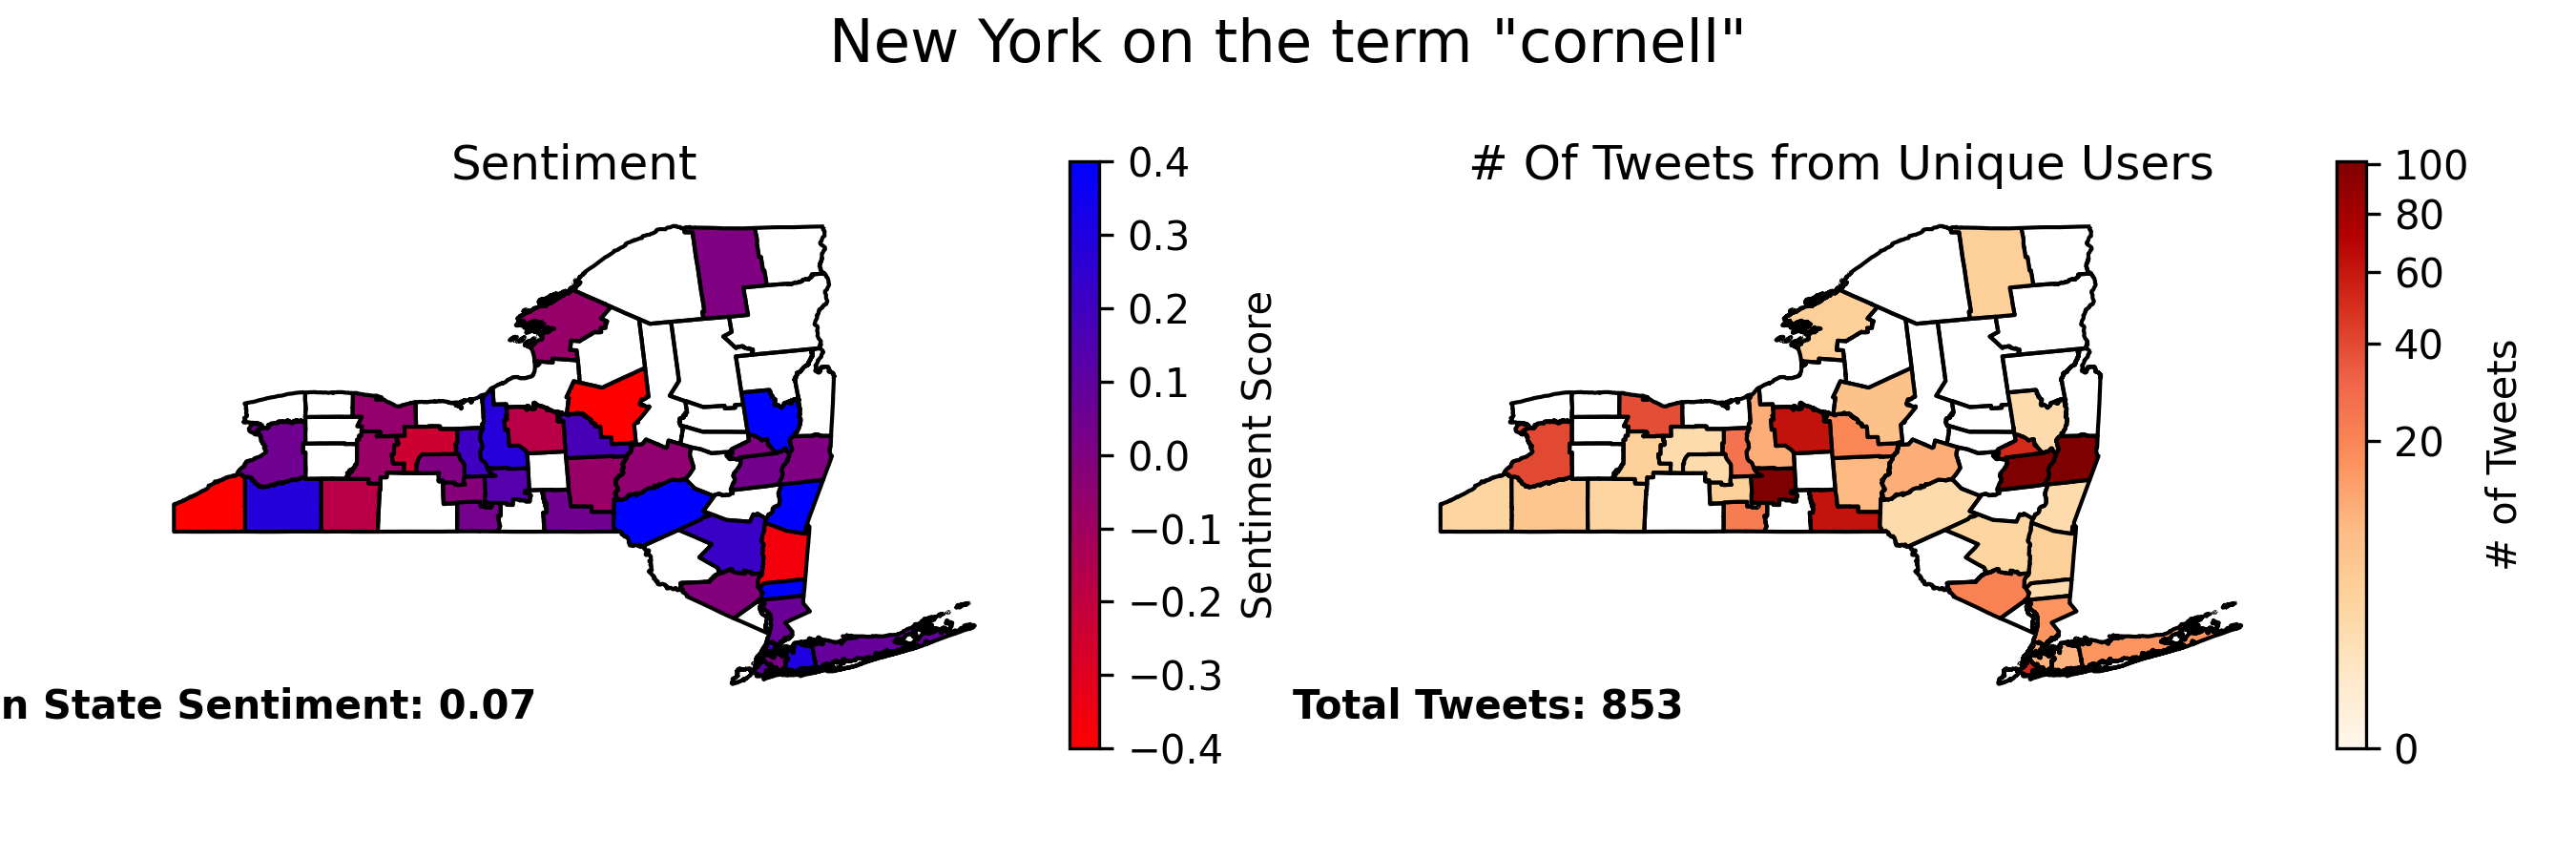 New York on the term "cornell"
Sentiment
0.4
0.3
0.2
0.1
0.0
−0.1
−0.2
−0.3
−0.4
Sentiment Score
n State Sentiment: 0.07
# Of Tweets from Unique Users
100
80
60
40
20
0
# of Tweets
Total Tweets: 853